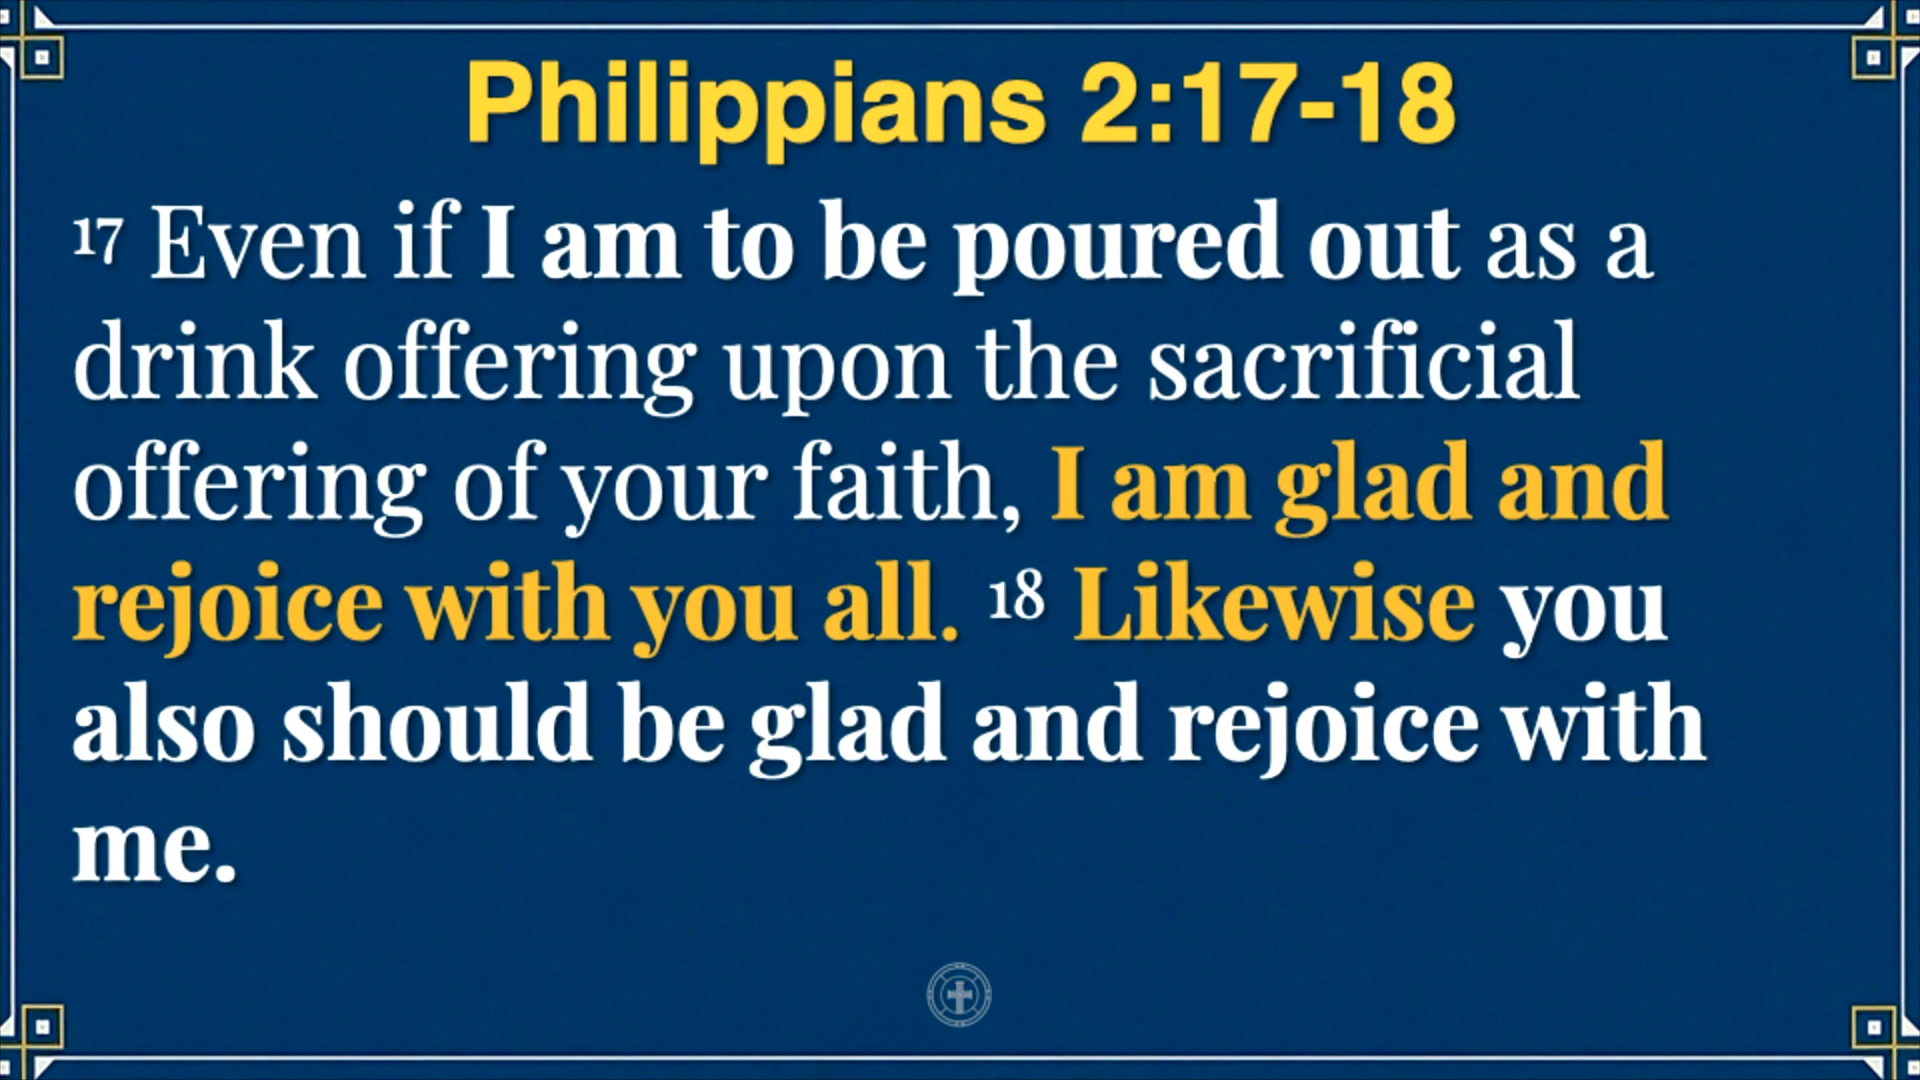 Philippians 2:17-18
17 Even if I am to be poured out as a
drink offering upon the sacrificial
offering of your faith, I am glad and
rejoice with you all. 18 Likewise you
also should be glad and rejoice with
me.